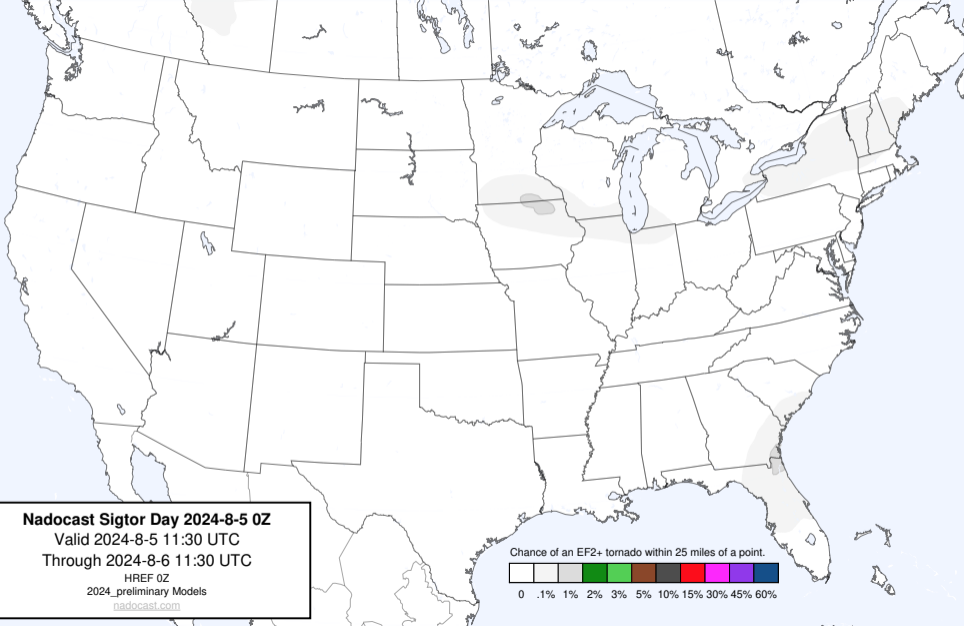 Nadocast Sigtor Day 2024-8-5 0Z
Valid 2024-8-5 11:30 UTC
Through 2024-8-6 11:30 UTC
HREF 0Z
2024_preliminary Models
nadocast.com
Chance of an EF2+ tornado within 25 miles of a point.
0 .1% 1% 2% 3% 5% 10% 15% 30% 45% 60%